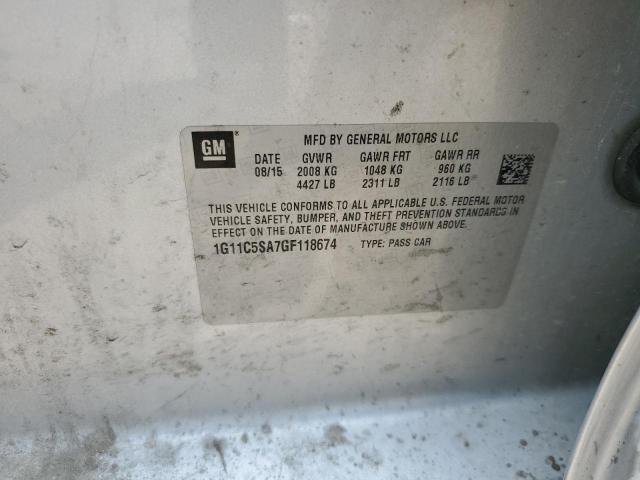 GM
MFD BY GENERAL MOTORS LLC
DATE GVWR GAWR FRT GAWR RR
08/15 2008 KG 1048 KG 960 KG
4427 LB 2311 LB 2116 LB
THIS VEHICLE CONFORMS TO ALL APPLICABLE U.S. FEDERAL MOTOR
VEHICLE SAFETY, BUMPER, AND THEFT PREVENTION STANDARDS IN
EFFECT ON THE DATE OF MANUFACTURE SHOWN ABOVE.
1G11C5SA7GF118674 TYPE: PASS CAR